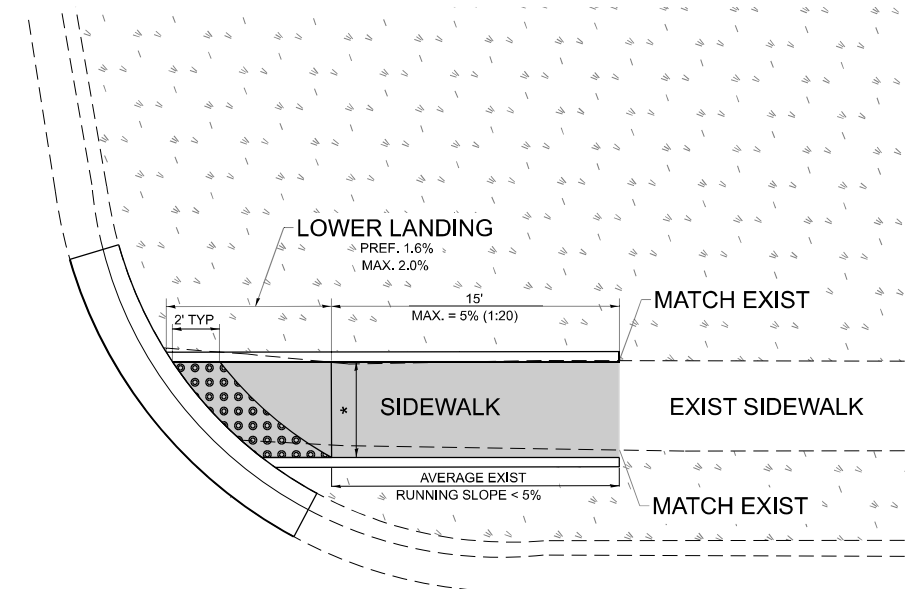 LOWER LANDING
PREF. 1.6%
MAX. 2.0%
15'
MAX. = 5% (1:20)
MATCH EXIST
2' TYP
*
SIDEWALK
EXIST SIDEWALK
AVERAGE EXIST
RUNNING SLOPE < 5%
MATCH EXIST